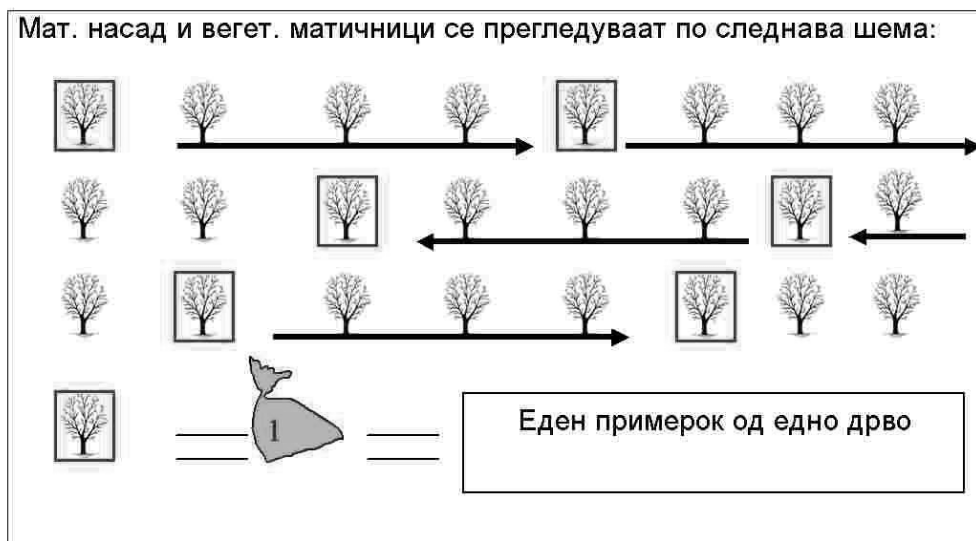 Мат. насад и вегет. матичници се прегледуваат по следнава шема:
1
Еден примерок од едно дрво